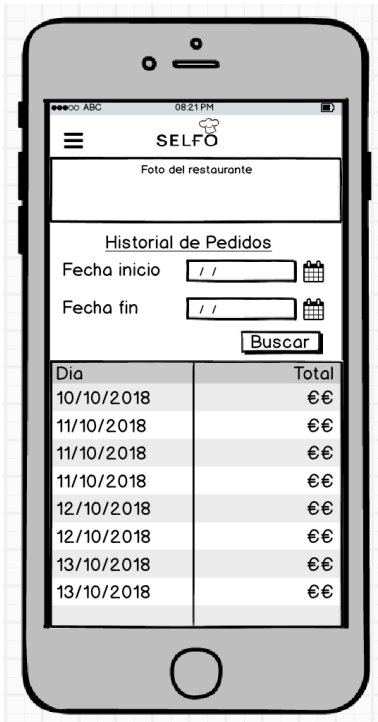 ABC 08:21 PM
SELFO
Foto del restaurante
Historial de Pedidos
Fecha inicio / /
Fecha fin / /
Buscar
Dia Total
10/10/2018 €€
11/10/2018 €€
11/10/2018 €€
11/10/2018 €€
12/10/2018 €€
12/10/2018 €€
13/10/2018 €€
13/10/2018 €€